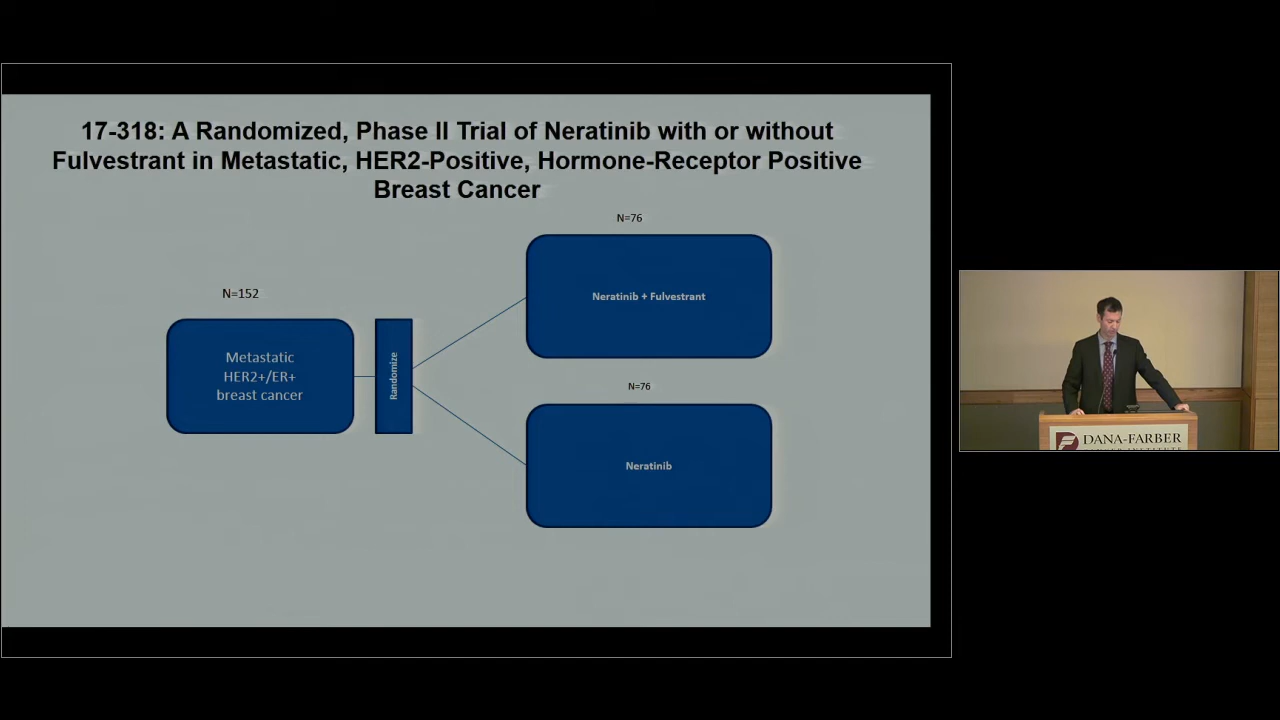 17-318: A Randomized, Phase II Trial of Neratinib with or without
Fulvestrant in Metastatic, HER2-Positive, Hormone-Receptor Positive
Breast Cancer
N=76
N=152
Neratinib + Fulvestrant
Metastatic
HER2+/ER+
breast cancer
Randomize
N=76
Neratinib
DANA-FARBER